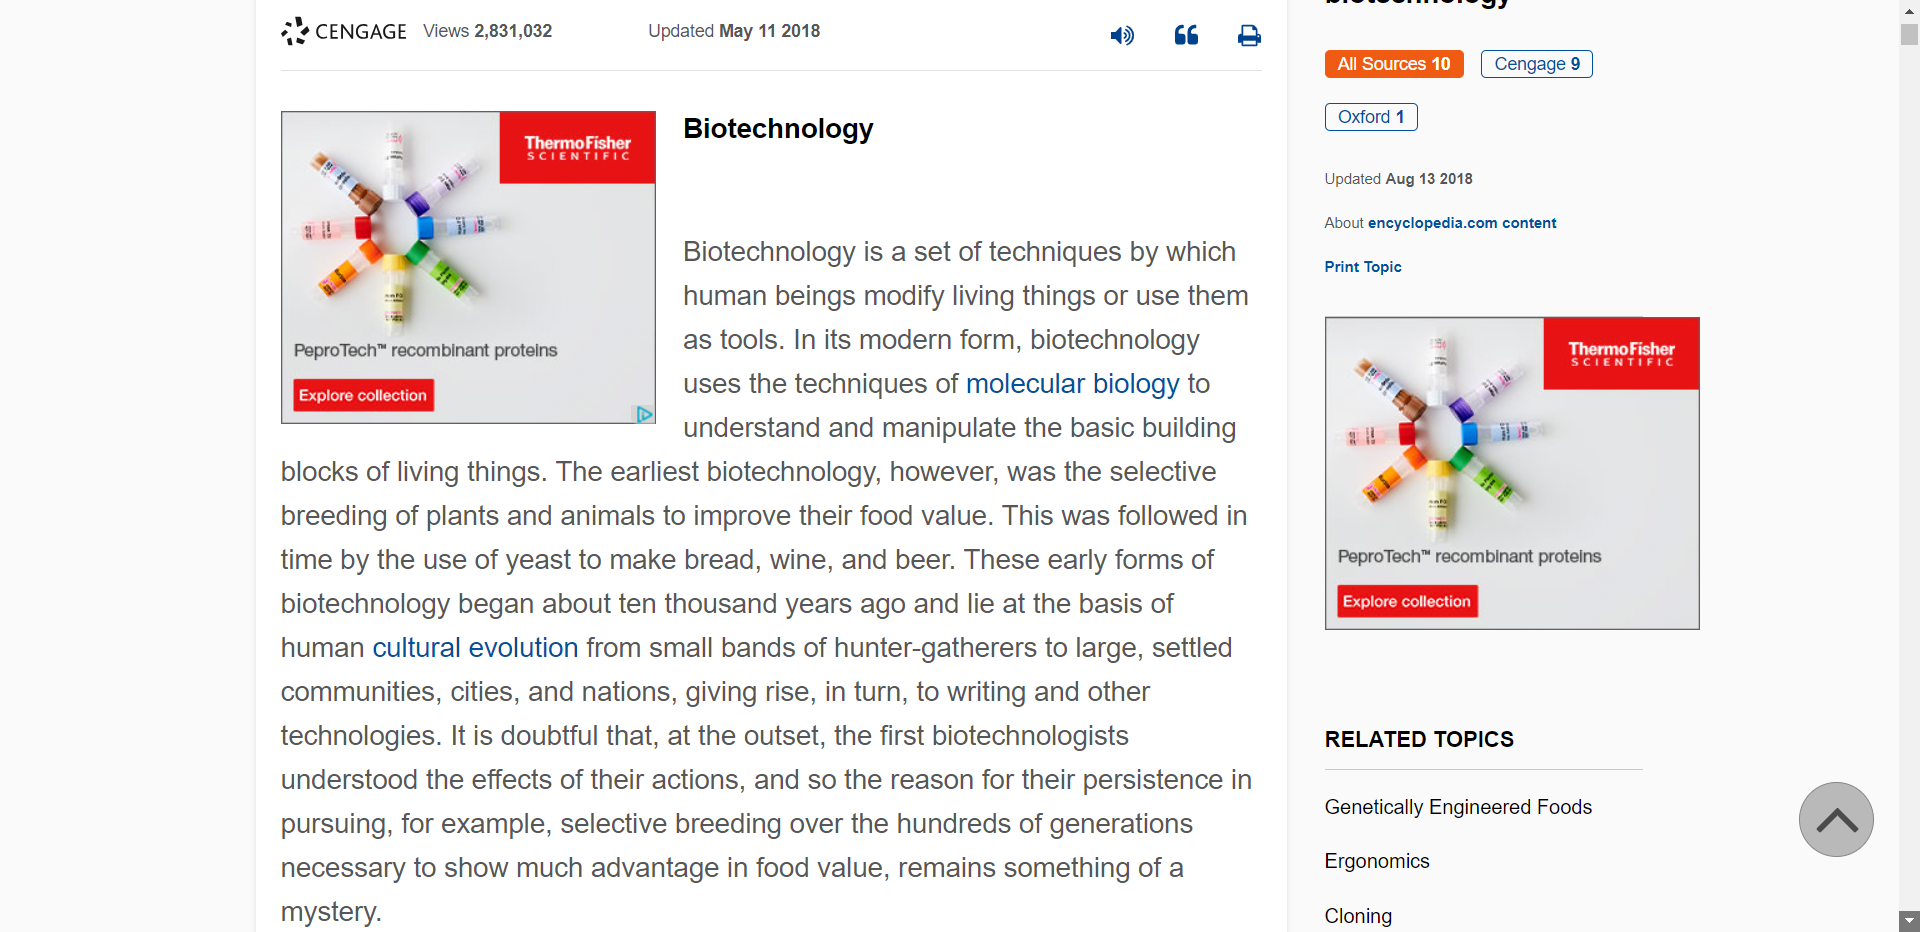 CENGAGE Views 2,831,032 Updated May 11 2018
ThermoFisher
SCIENTIFIC
PeproTech™ recombinant proteins
Explore collection
Biotechnology
Biotechnology is a set of techniques by which
human beings modify living things or use them
as tools. In its modern form, biotechnology
uses the techniques of molecular biology to
understand and manipulate the basic building
blocks of living things. The earliest biotechnology, however, was the selective
breeding of plants and animals to improve their food value. This was followed in
time by the use of yeast to make bread, wine, and beer. These early forms of
biotechnology began about ten thousand years ago and lie at the basis of
human cultural evolution from small bands of hunter-gatherers to large, settled
communities, cities, and nations, giving rise, in turn, to writing and other
technologies. It is doubtful that, at the outset, the first biotechnologists
understood the effects of their actions, and so the reason for their persistence in
pursuing, for example, selective breeding over the hundreds of generations
necessary to show much advantage in food value, remains something of a
mystery.
biotechnology
All Sources 10 Cengage 9
Oxford 1
Updated Aug 13 2018
About encyclopedia.com content
Print Topic
ThermoFisher
SCIENTIFIC
PeproTech™ recombinant proteins
Explore collection
RELATED TOPICS
Genetically Engineered Foods
Ergonomics
Cloning